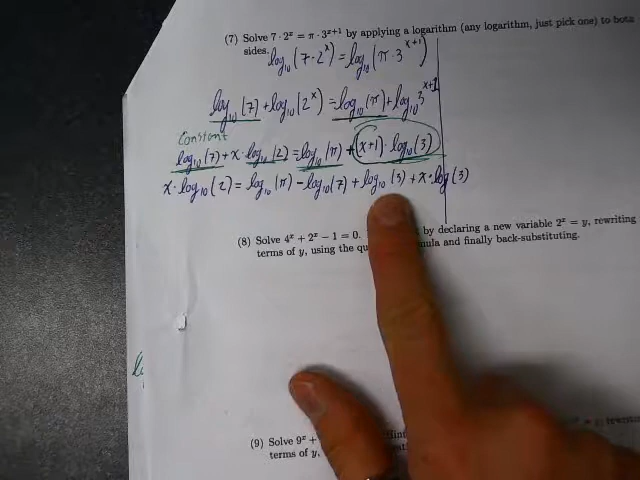 (7) Solve 7 · 2^x = π · 3^{x+1} by applying a logarithm (any logarithm, just pick one) to both
sides.
log₁₀(7·2^x) = log₁₀(π·3^{x+1})
log₁₀(7) + log₁₀(2^x) = log₁₀(π) + log₁₀ 3^{x+1}
Constant
log₁₀(7) + x·log₁₀(2) = log₁₀(π) + (x+1)·log₁₀(3)
x·log₁₀(2) = log₁₀(π) − log₁₀(7) + log₁₀(3) + x·log(3)
(8) Solve 4^x + 2^x − 1 = 0. by declaring a new variable 2^x = y, rewriting
terms of y, using the qu mula and finally back-substituting.
(9) Solve 9^x +
terms of y,